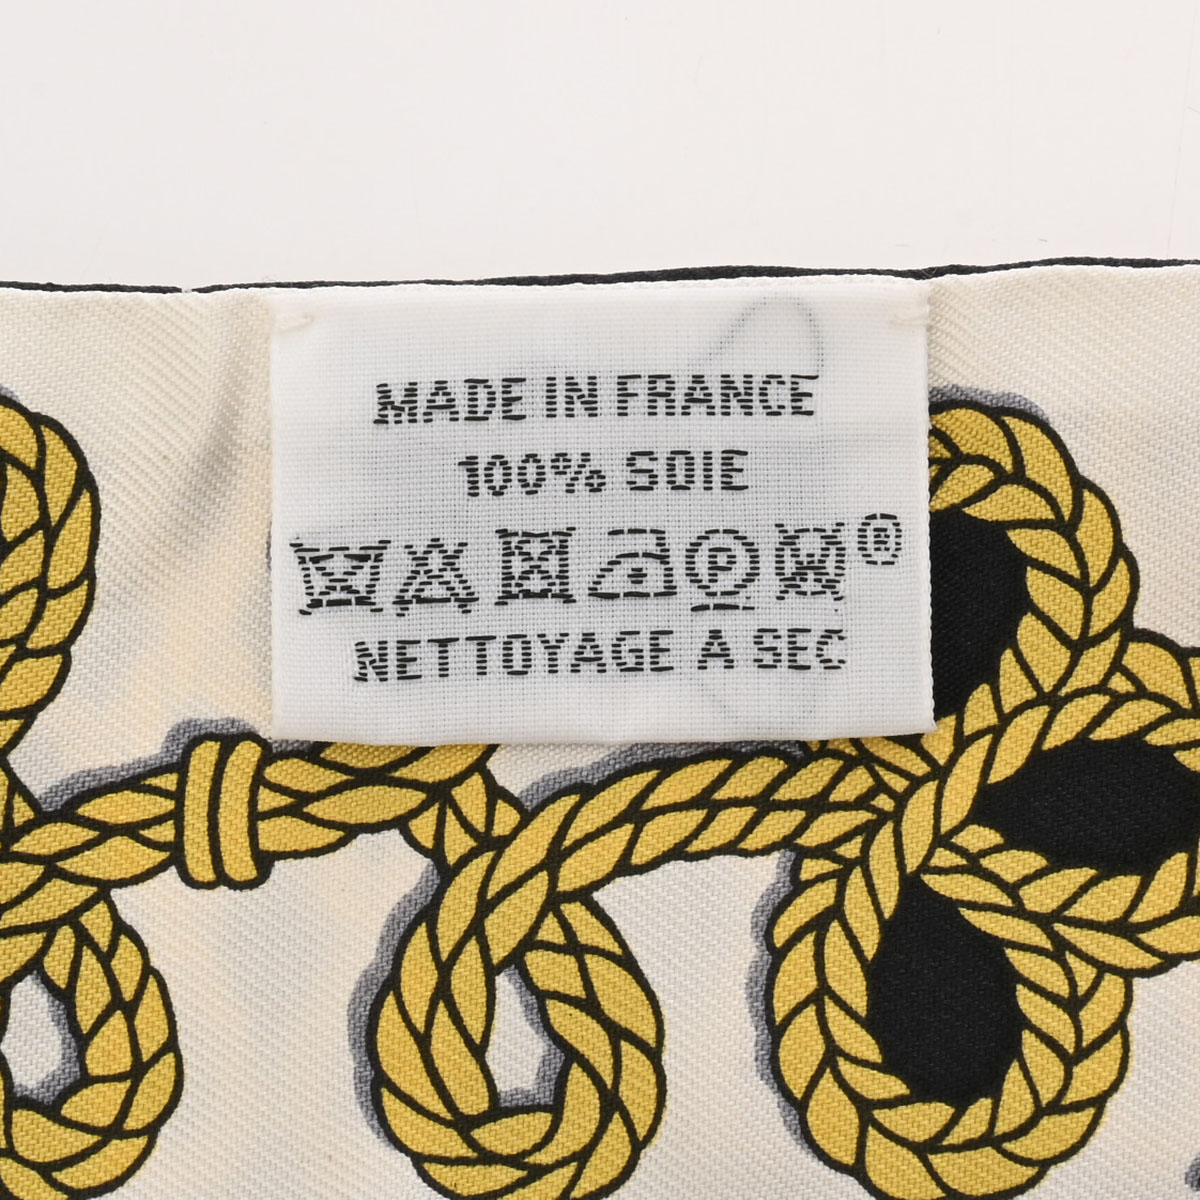 MADE IN FRANCE
100% SOIE
P W ®
NETTOYAGE A SEC